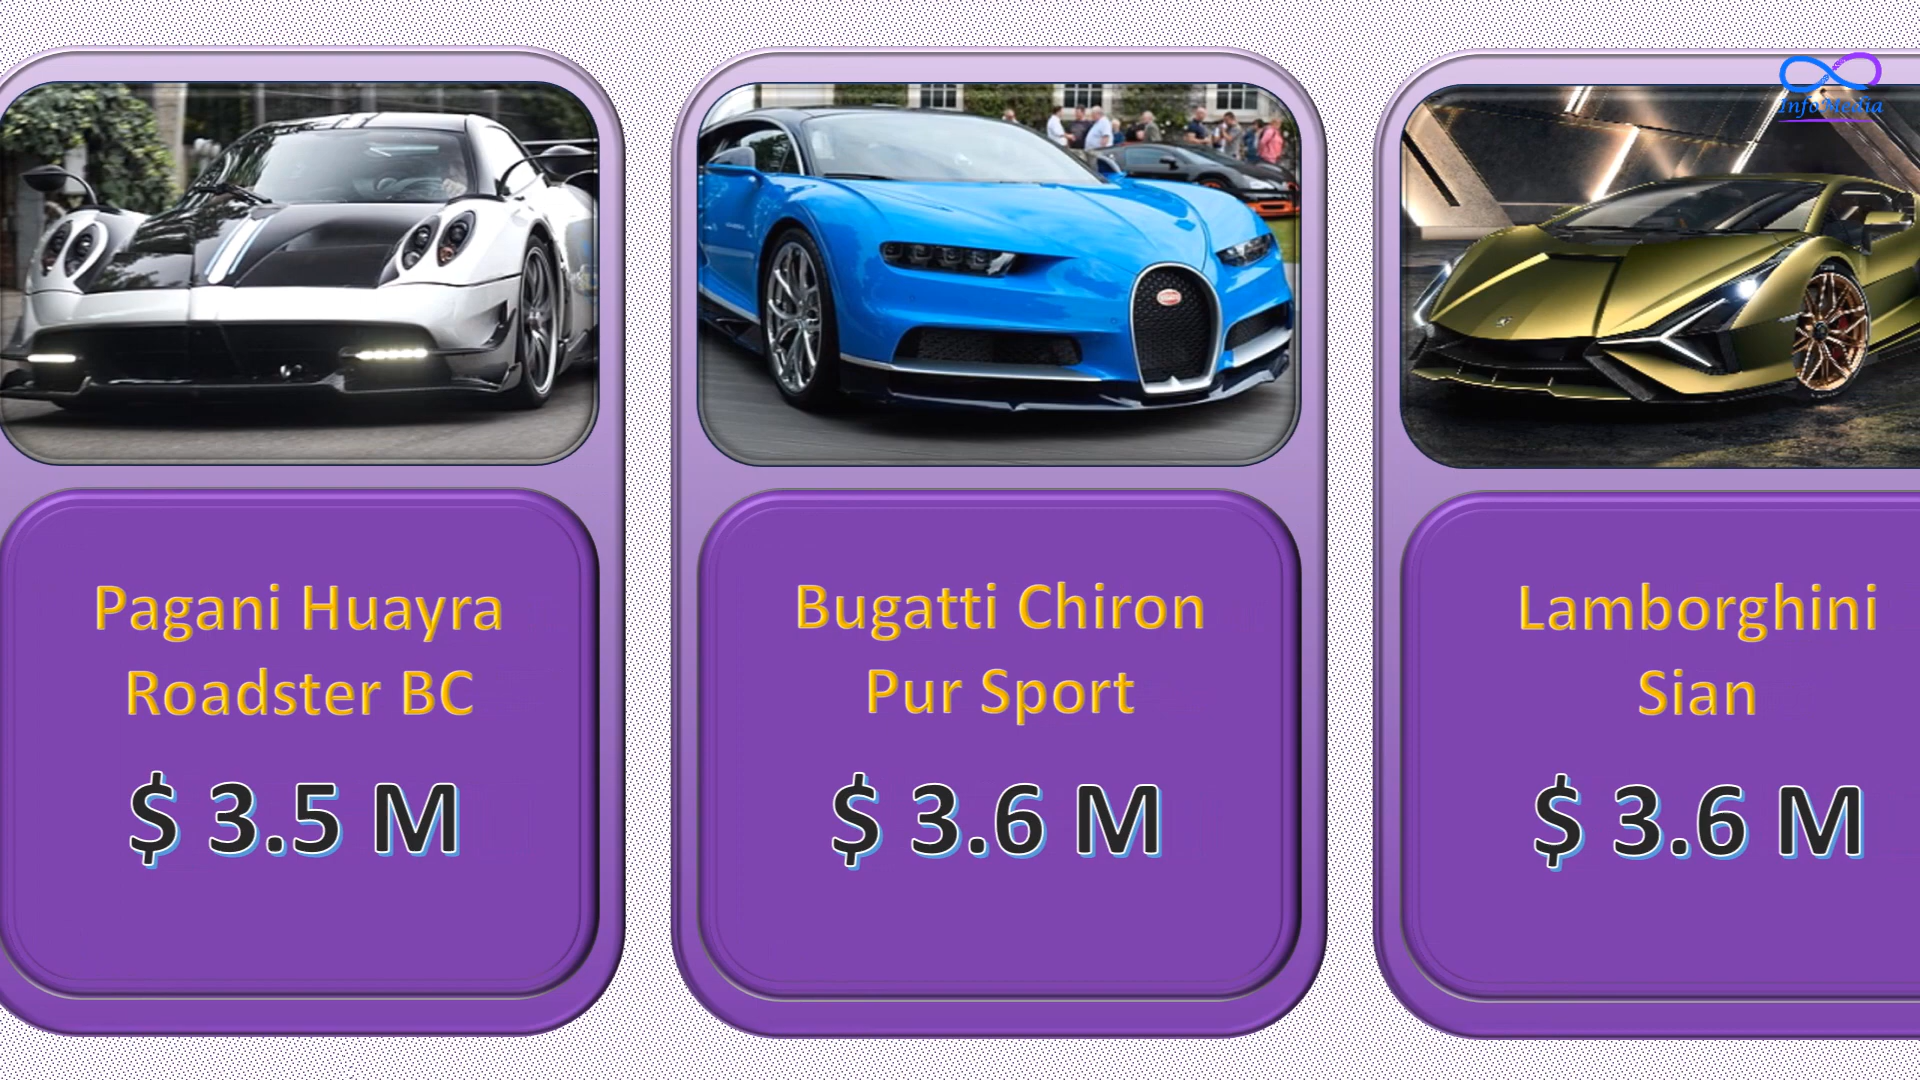 InfoMedia
Pagani Huayra
Roadster BC
$ 3.5 M
Bugatti Chiron
Pur Sport
$ 3.6 M
Lamborghini
Sian
$ 3.6 M